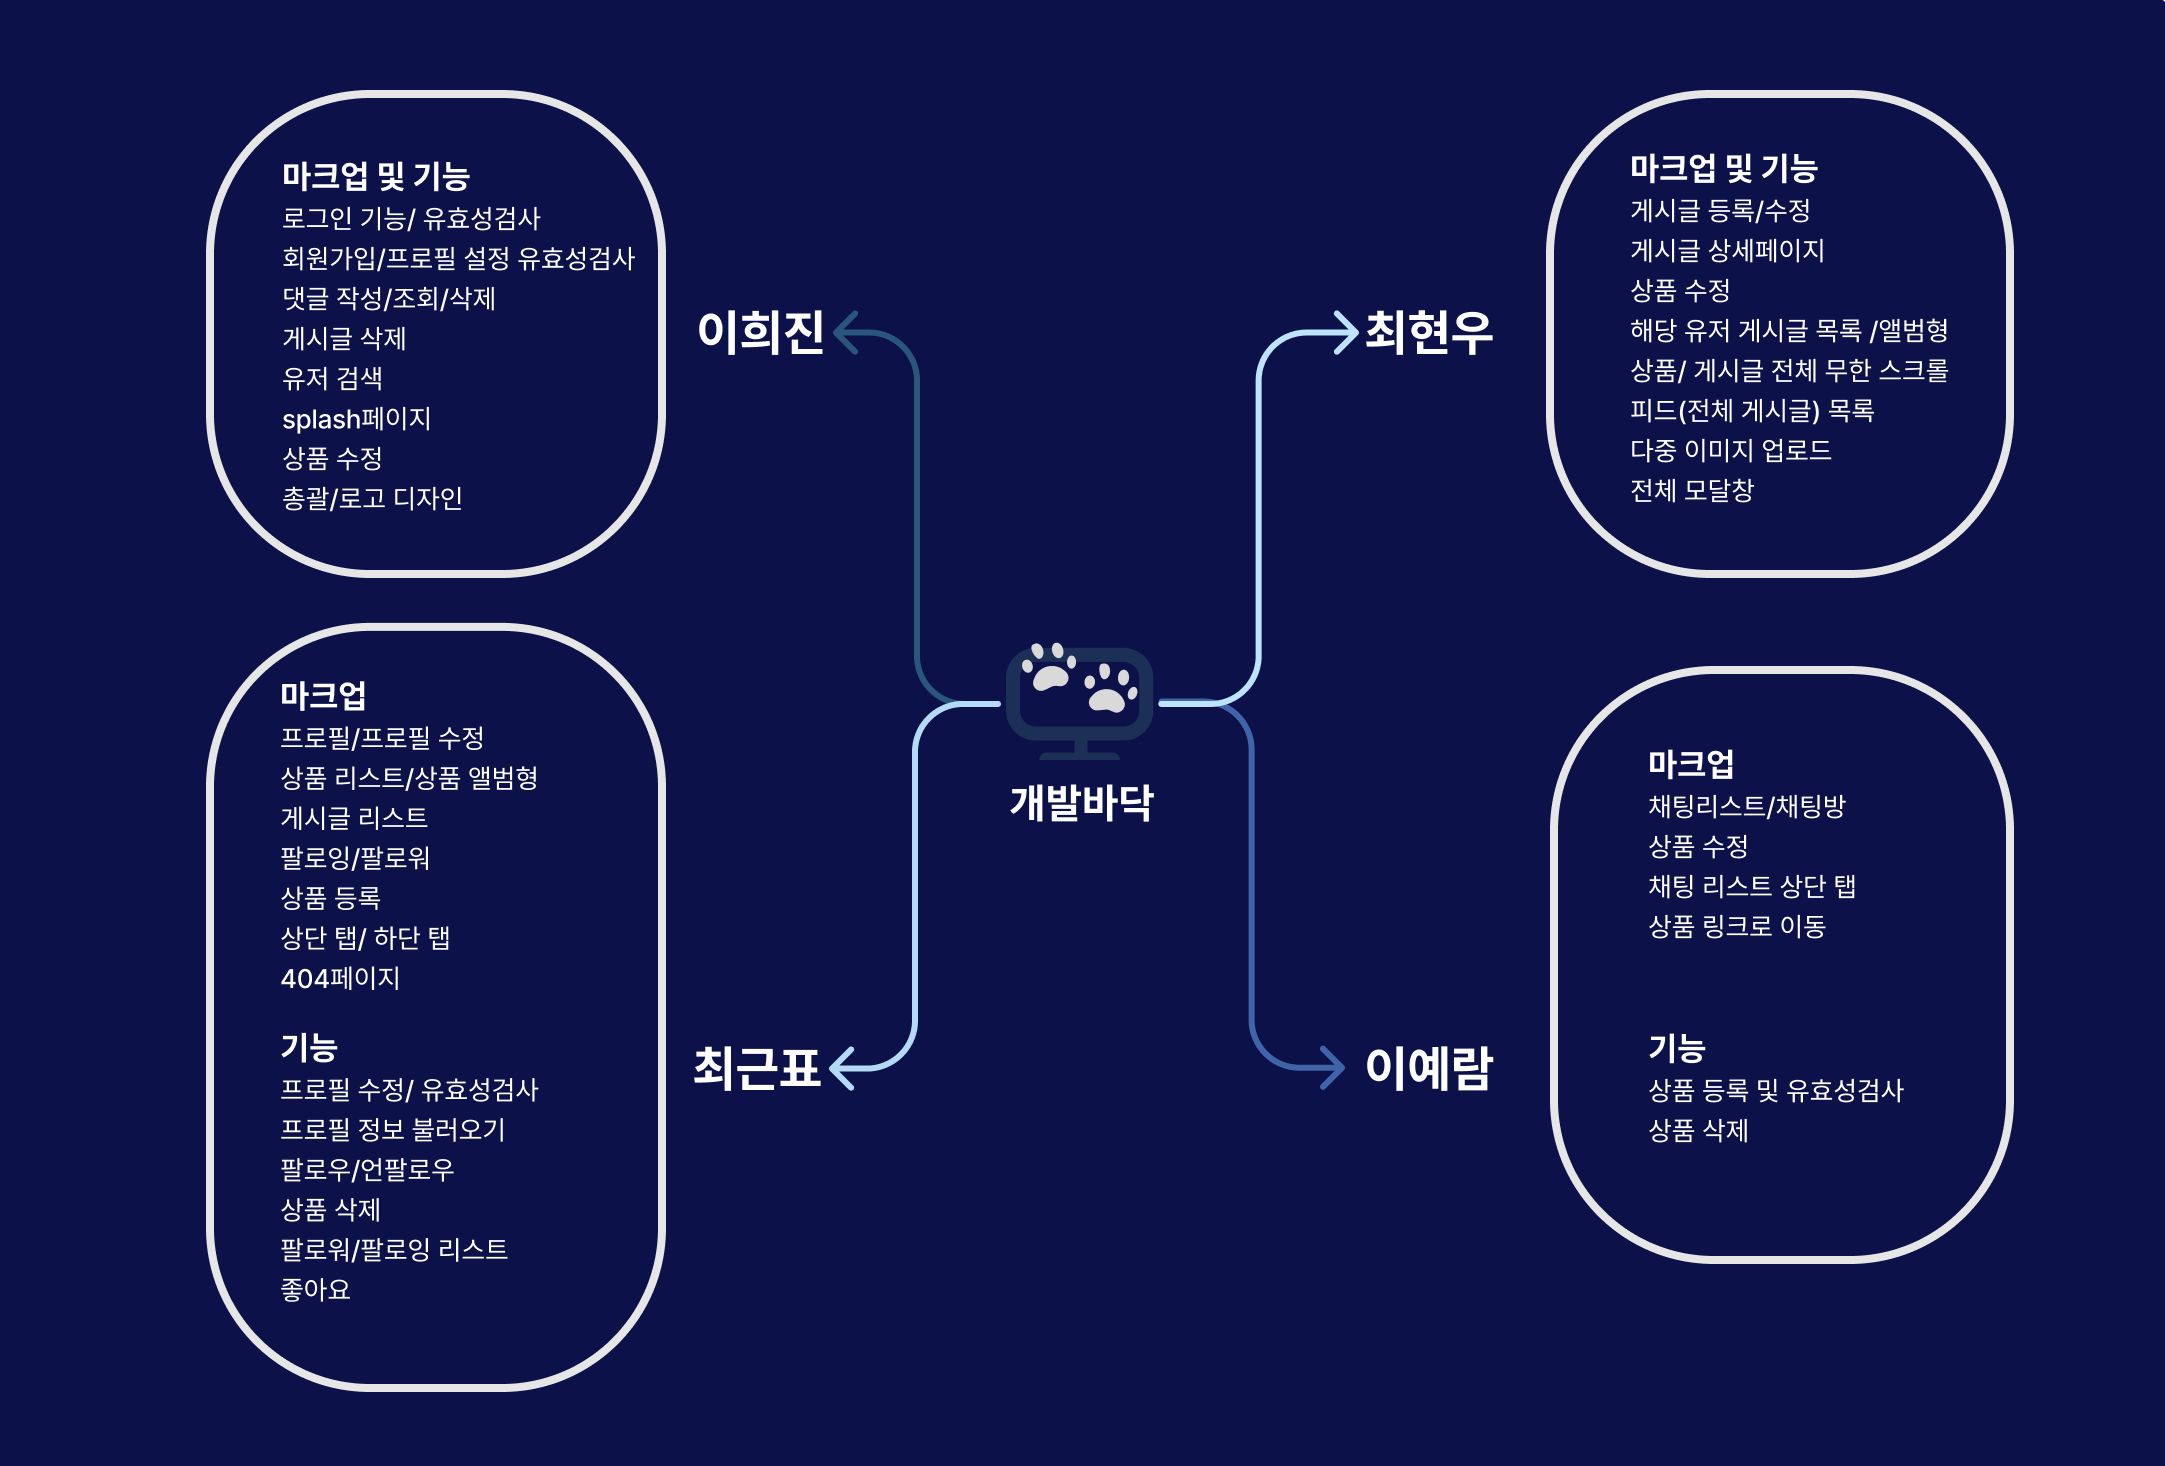 마크업 및 기능
로그인 기능/ 유효성검사
회원가입/프로필 설정 유효성검사
댓글 작성/조회/삭제
게시글 삭제
유저 검색
splash페이지
상품 수정
총괄/로고 디자인
이희진
최현우
마크업 및 기능
게시글 등록/수정
게시글 상세페이지
상품 수정
해당 유저 게시글 목록 /앨범형
상품/ 게시글 전체 무한 스크롤
피드(전체 게시글) 목록
다중 이미지 업로드
전체 모달창
개발바닥
마크업
프로필/프로필 수정
상품 리스트/상품 앨범형
게시글 리스트
팔로잉/팔로워
상품 등록
상단 탭/ 하단 탭
404페이지
기능
프로필 수정/ 유효성검사
프로필 정보 불러오기
팔로우/언팔로우
상품 삭제
팔로워/팔로잉 리스트
좋아요
최근표
이예람
마크업
채팅리스트/채팅방
상품 수정
채팅 리스트 상단 탭
상품 링크로 이동
기능
상품 등록 및 유효성검사
상품 삭제